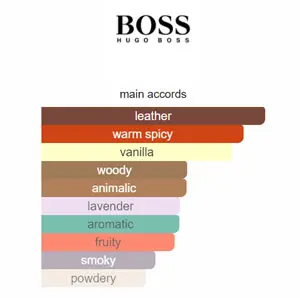 BOSS
HUGO BOSS
main accords
leather
warm spicy
vanilla
woody
animalic
lavender
aromatic
fruity
smoky
powdery